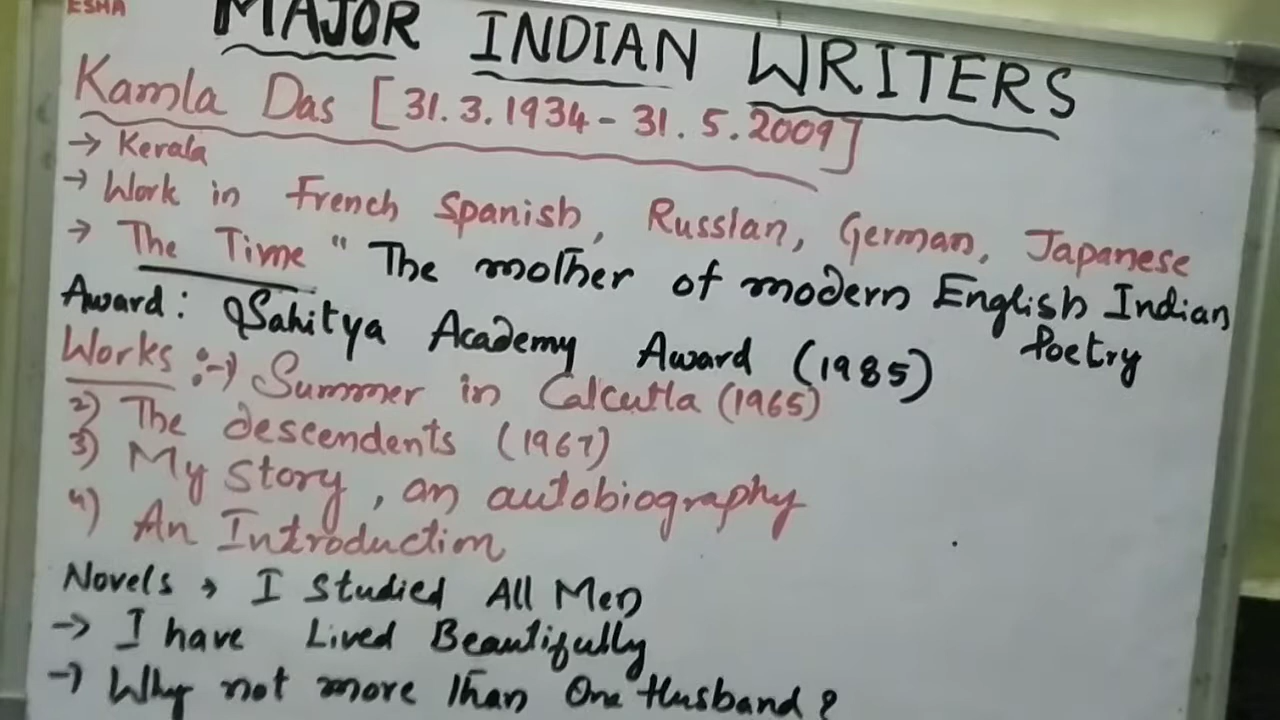 ESHA
MAJOR INDIAN WRITERS
Kamla Das [31.3.1934 - 31.5.2009]
→ Kerala
→ Work in French Spanish, Russian, German, Japanese
→ The Time " The mother of modern English Indian Poetry
Award: Sahitya Academy Award (1985)
Works :-) Summer in Calcutta (1965)
2) The descendents (1967)
3) My story, an autobiography
4) An Introduction
Novels → I Studied All Men
→ I have Lived Beautifully
→ Why not more than One Husband?